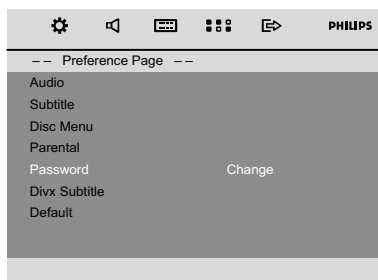 PHILIPS
–– Preference Page ––
Audio
Subtitle
Disc Menu
Parental
Password Change
Divx Subtitle
Default